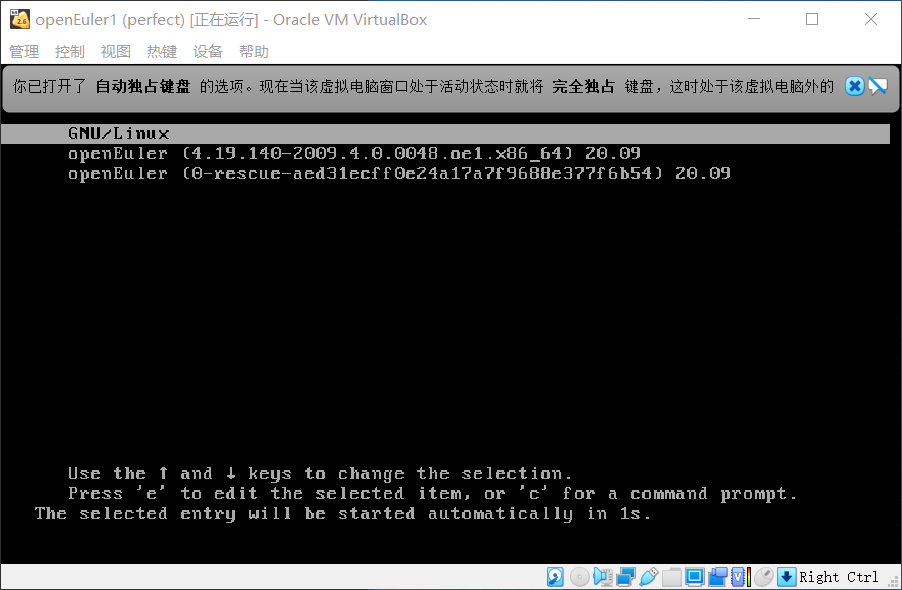 openEuler1 (perfect) [正在运行] - Oracle VM VirtualBox
管理 控制 视图 热键 设备 帮助
你已打开了 自动独占键盘 的选项。现在当该虚拟电脑窗口处于活动状态时就将 完全独占 键盘，这时处于该虚拟电脑外的
GNU/Linux
openEuler (4.19.140-2009.4.0.0048.oe1.x86_64) 20.09
openEuler (0-rescue-aed31ecff0e24a17a7f9688e377f6b54) 20.09
Use the ↑ and ↓ keys to change the selection.
Press 'e' to edit the selected item, or 'c' for a command prompt.
The selected entry will be started automatically in 1s.
Right Ctrl